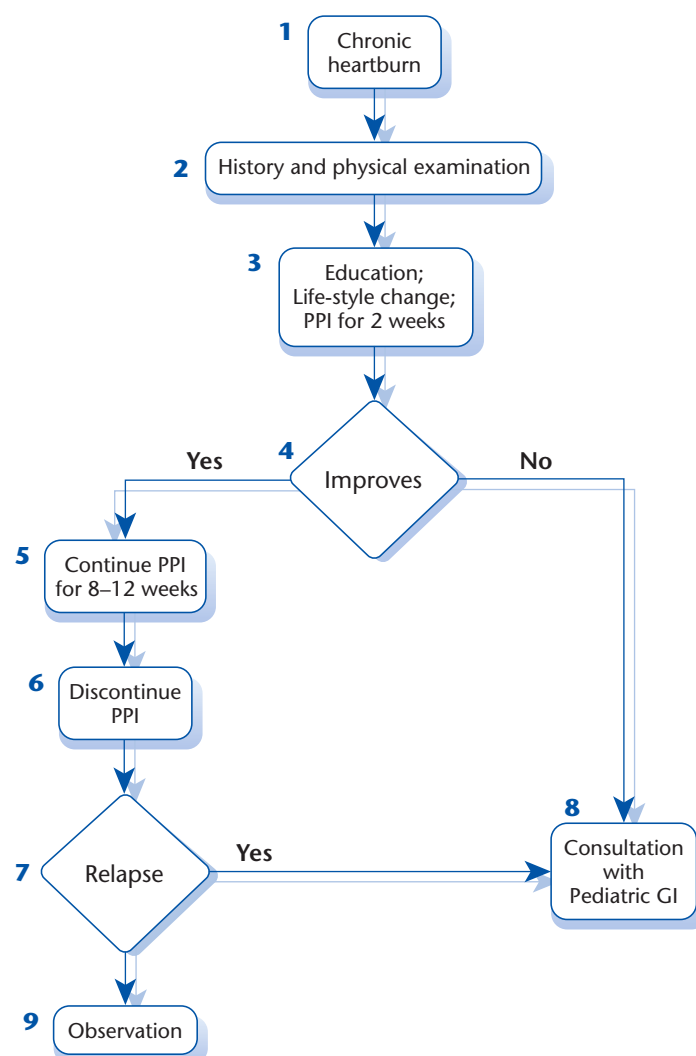 1
Chronic
heartburn
2
History and physical examination
3
Education;
Life-style change;
PPI for 2 weeks
4
Improves
Yes
No
5
Continue PPI
for 8–12 weeks
6
Discontinue
PPI
7
Relapse
Yes
8
Consultation
with
Pediatric GI
9
Observation